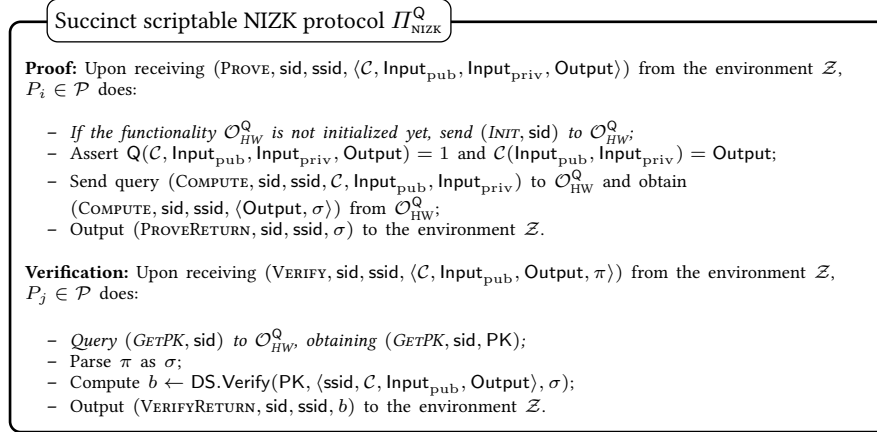 Succinct scriptable NIZK protocol Π^Q_NIZK
Proof: Upon receiving (Prove, sid, ssid, ⟨𝒞, Input_pub, Input_priv, Output⟩) from the environment 𝒵,
P_i ∈ 𝒫 does:
– If the functionality 𝒪^Q_HW is not initialized yet, send (Init, sid) to 𝒪^Q_HW;
– Assert Q(𝒞, Input_pub, Input_priv, Output) = 1 and 𝒞(Input_pub, Input_priv) = Output;
– Send query (Compute, sid, ssid, 𝒞, Input_pub, Input_priv) to 𝒪^Q_HW and obtain
(Compute, sid, ssid, ⟨Output, σ⟩) from 𝒪^Q_HW;
– Output (ProveReturn, sid, ssid, σ) to the environment 𝒵.
Verification: Upon receiving (Verify, sid, ssid, ⟨𝒞, Input_pub, Output, π⟩) from the environment 𝒵,
P_j ∈ 𝒫 does:
– Query (GetPK, sid) to 𝒪^Q_HW, obtaining (GetPK, sid, PK);
– Parse π as σ;
– Compute b ← DS.Verify(PK, ⟨ssid, 𝒞, Input_pub, Output⟩, σ);
– Output (VerifyReturn, sid, ssid, b) to the environment 𝒵.